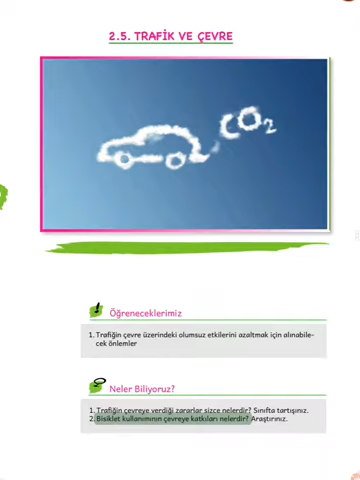 2.5. TRAFİK VE ÇEVRE
CO2
Öğreneceklerimiz
1. Trafiğin çevre üzerindeki olumsuz etkilerini azaltmak için alınabile-
cek önlemler
Neler Biliyoruz?
1. Trafiğin çevreye verdiği zararlar sizce nelerdir? Sınıfta tartışınız.
2. Bisiklet kullanımının çevreye katkıları nelerdir? Araştırınız.